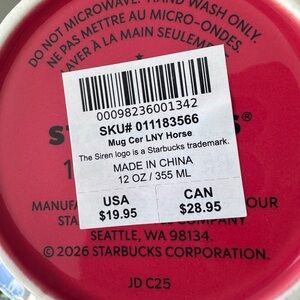 DO NOT MICROWAVE. HAND WASH ONLY.
NE PAS METTRE AU MICRO-ONDES.
LAVER À LA MAIN SEULEMENT
00098236001342
SKU# 011183566
Mug Cer LNY Horse
The Siren logo is a Starbucks trademark.
MADE IN CHINA
12 OZ / 355 ML
USA
$19.95
CAN
$28.95
SEATTLE, WA 98134.
© 2026 STARBUCKS CORPORATION.
JD C25